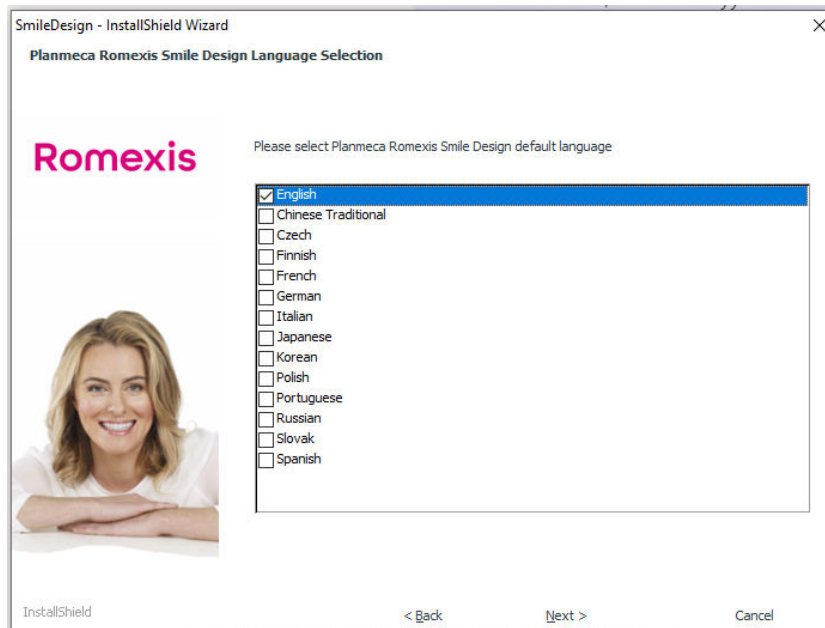 SmileDesign - InstallShield Wizard
Planmeca Romexis Smile Design Language Selection
Romexis
Please select Planmeca Romexis Smile Design default language
English
Chinese Traditional
Czech
Finnish
French
German
Italian
Japanese
Korean
Polish
Portuguese
Russian
Slovak
Spanish
InstallShield
< Back
Next >
Cancel